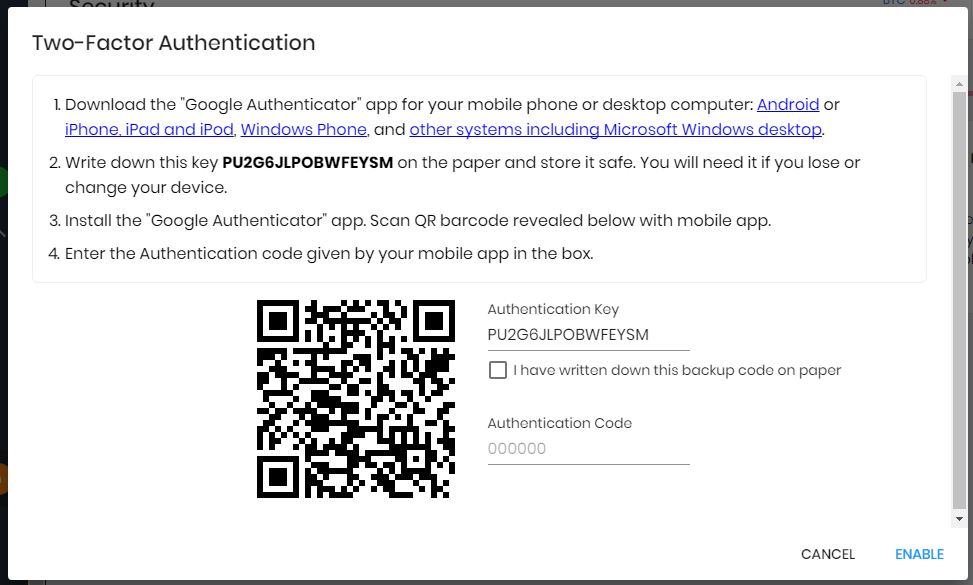 Security
BTC 0.88%
Two-Factor Authentication
1. Download the "Google Authenticator" app for your mobile phone or desktop computer: Android or
iPhone, iPad and iPod, Windows Phone, and other systems including Microsoft Windows desktop.
2. Write down this key PU2G6JLPOBWFEYSM on the paper and store it safe. You will need it if you lose or
change your device.
3. Install the "Google Authenticator" app. Scan QR barcode revealed below with mobile app.
4. Enter the Authentication code given by your mobile app in the box.
Authentication Key
PU2G6JLPOBWFEYSM
I have written down this backup code on paper
Authentication Code
000000
CANCEL
ENABLE